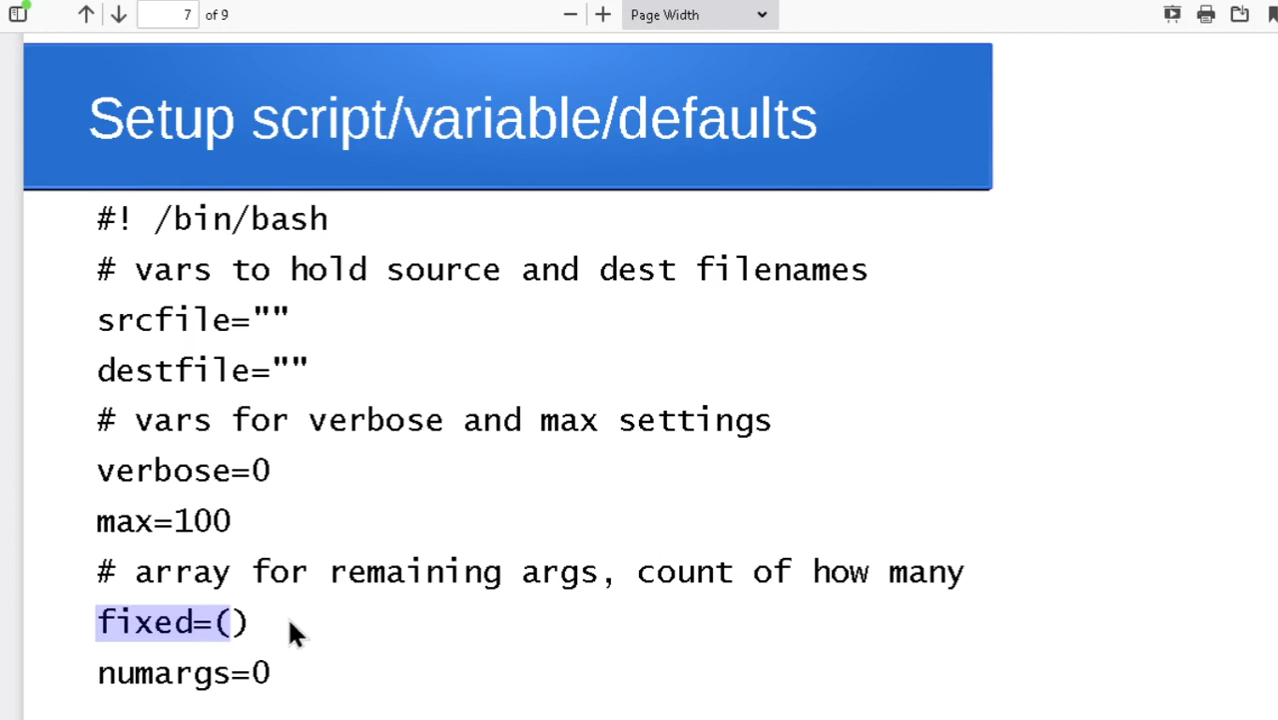 7 of 9 Page Width
Setup script/variable/defaults
#! /bin/bash
# vars to hold source and dest filenames
srcfile=""
destfile=""
# vars for verbose and max settings
verbose=0
max=100
# array for remaining args, count of how many
fixed=()
numargs=0